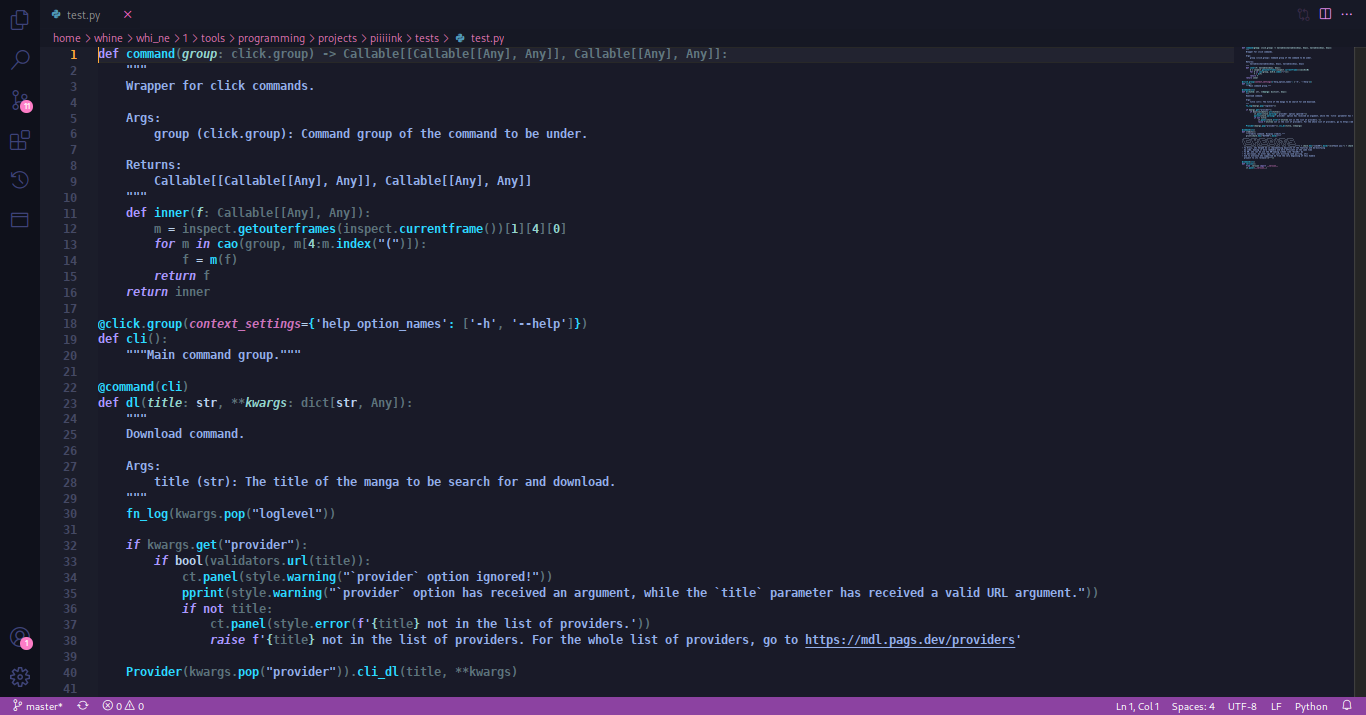 test.py
home > whine > whi_ne > 1 > tools > programming > projects > piiiiink > tests > test.py
1 def command(group: click.group) -> Callable[[Callable[[Any], Any]], Callable[[Any], Any]]:
2     """
3     Wrapper for click commands.
4
5     Args:
6         group (click.group): Command group of the command to be under.
7
8     Returns:
9         Callable[[Callable[[Any], Any]], Callable[[Any], Any]]
10     """
11     def inner(f: Callable[[Any], Any]):
12         m = inspect.getouterframes(inspect.currentframe())[1][4][0]
13         for m in cao(group, m[4:m.index("(")]):
14             f = m(f)
15         return f
16     return inner
17
18 @click.group(context_settings={'help_option_names': ['-h', '--help']})
19 def cli():
20     """Main command group."""
21
22 @command(cli)
23 def dl(title: str, **kwargs: dict[str, Any]):
24     """
25     Download command.
26
27     Args:
28         title (str): The title of the manga to be search for and download.
29     """
30     fn_log(kwargs.pop("loglevel"))
31
32     if kwargs.get("provider"):
33         if bool(validators.url(title)):
34             ct.panel(style.warning("`provider` option ignored!"))
35             pprint(style.warning("`provider` option has received an argument, while the `title` parameter has received a valid URL argument."))
36             if not title:
37                 ct.panel(style.error(f'{title} not in the list of providers.'))
38                 raise f'{title} not in the list of providers. For the whole list of providers, go to https://mdl.pags.dev/providers'
39
40     Provider(kwargs.pop("provider")).cli_dl(title, **kwargs)
41
11
1
master* 0 0 Ln 1, Col 1 Spaces: 4 UTF-8 LF Python